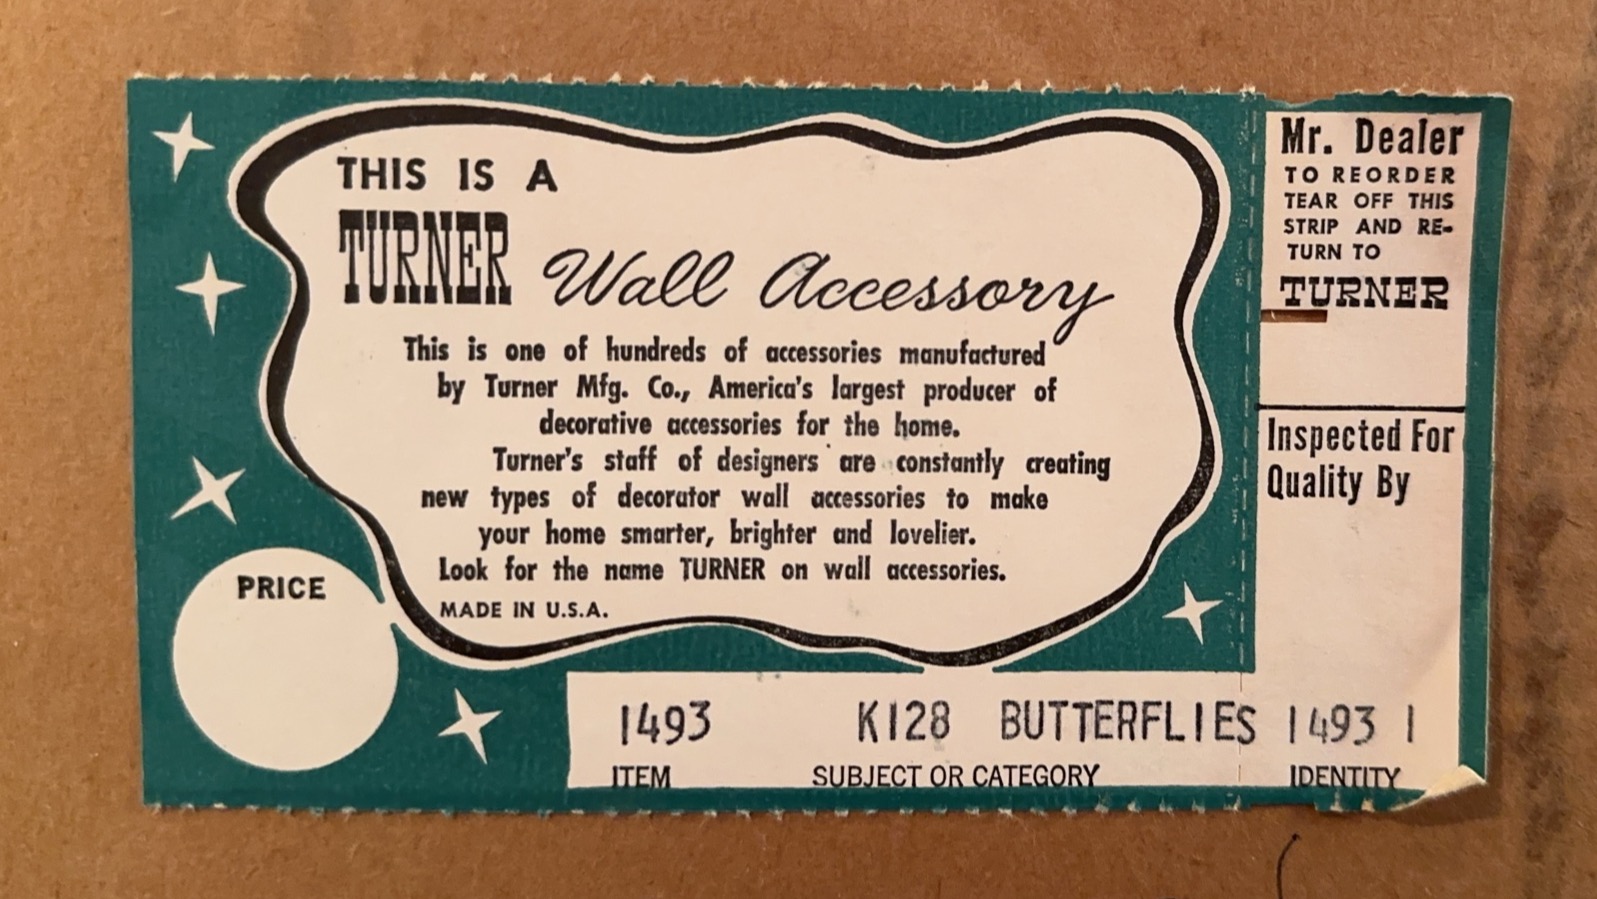 THIS IS A
TURNER Wall Accessory
This is one of hundreds of accessories manufactured
by Turner Mfg. Co., America's largest producer of
decorative accessories for the home.
Turner's staff of designers are constantly creating
new types of decorator wall accessories to make
your home smarter, brighter and lovelier.
Look for the name TURNER on wall accessories.
MADE IN U.S.A.
PRICE
1493 K128 BUTTERFLIES 1493 1
ITEM SUBJECT OR CATEGORY IDENTITY
Mr. Dealer
TO REORDER
TEAR OFF THIS
STRIP AND RE-
TURN TO
TURNER
Inspected For
Quality By